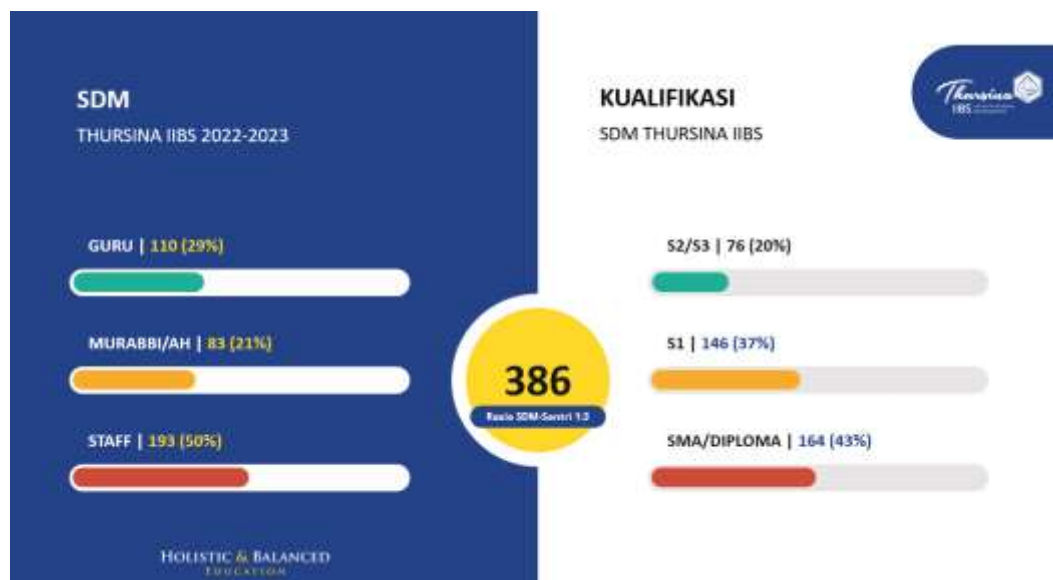 SDM
THURSINA IIBS 2022-2023
GURU | 110 (29%)
MURABBI/AH | 83 (21%)
STAFF | 193 (50%)
HOLISTIC & BALANCED
EDUCATION
386
Rasio SDM-Santri 1:3
KUALIFIKASI
SDM THURSINA IIBS
S2/S3 | 76 (20%)
S1 | 146 (37%)
SMA/DIPLOMA | 164 (43%)
Thursina
IIBS